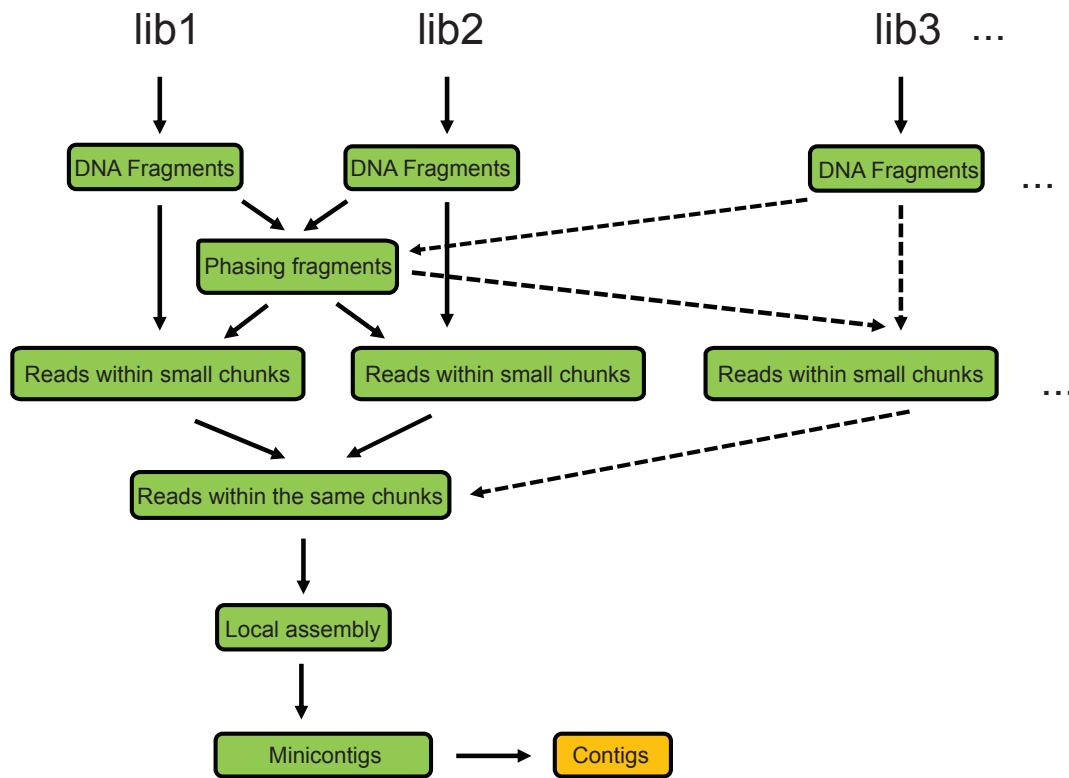 lib1
lib2
lib3 ...
DNA Fragments
DNA Fragments
DNA Fragments
...
Phasing fragments
Reads within small chunks
Reads within small chunks
Reads within small chunks
...
Reads within the same chunks
Local assembly
Minicontigs
Contigs